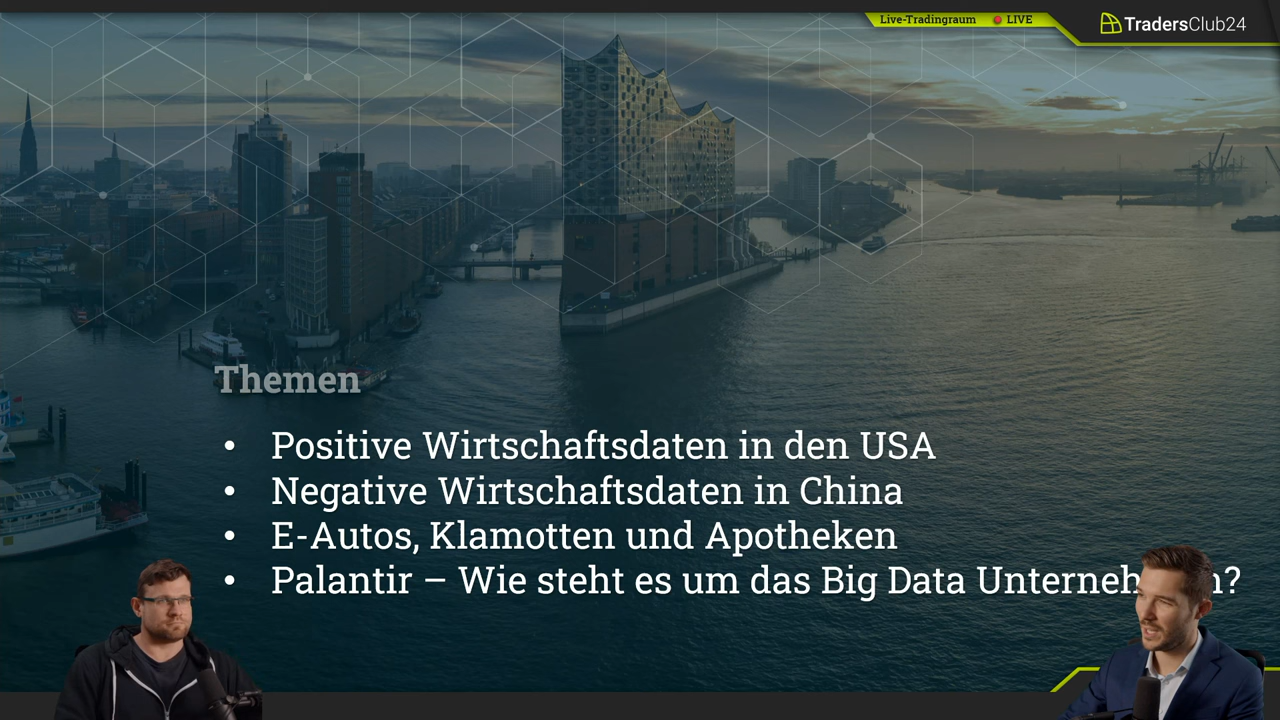 Live-Tradingraum LIVE
TradersClub24
Themen
• Positive Wirtschaftsdaten in den USA
• Negative Wirtschaftsdaten in China
• E-Autos, Klamotten und Apotheken
• Palantir – Wie steht es um das Big Data Unternehmen?